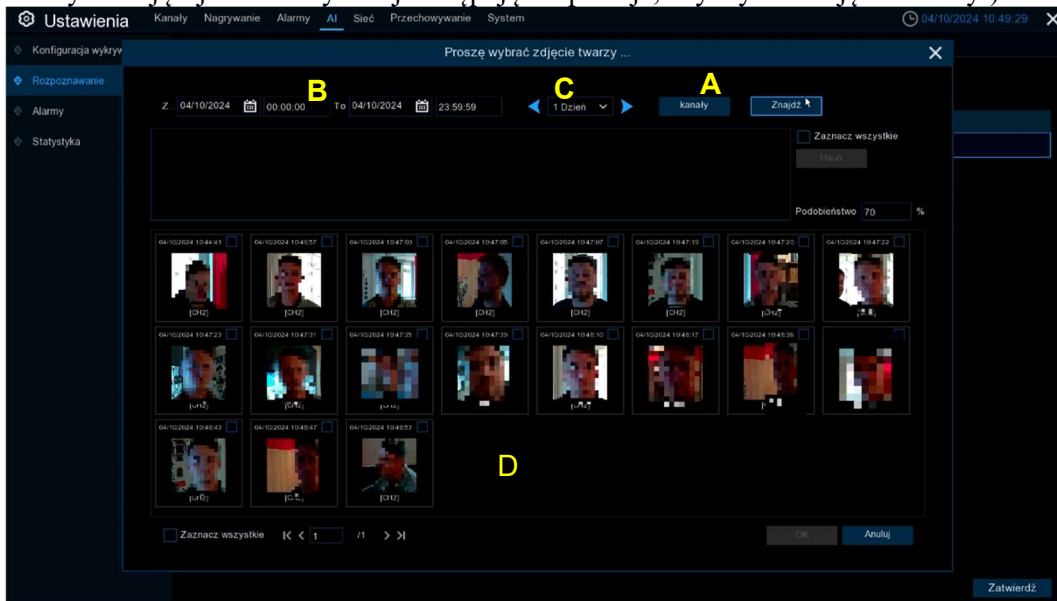 Ustawienia Kanały Nagrywanie Alarmy AI Sieć Przechowywanie System 04/10/2024 10:49:29
Konfiguracja wykryw
Proszę wybrać zdjęcie twarzy ...
Rozpoznawanie
Alarmy
Statystyka
A
B
C
Z.. 04/10/2024 00:00:00 To 04/10/2024 23:59:59 1 Dzień kanały Znajdź
Zaznacz wszystkie
Usuń
Podobieństwo 70 %
04/10/2024 10:44:41 04/10/2024 10:46:57 04/10/2024 10:47:03 04/10/2024 10:47:05 04/10/2024 10:47:07 04/10/2024 10:47:19 04/10/2024 10:47:20 04/10/2024 10:47:22
[CH2] [CH2] [CH2] [CH2] [CH2] [CH2] [CH2]
04/10/2024 10:47:23 04/10/2024 10:47:31 04/10/2024 10:47:35 04/10/2024 10:47:39 04/10/2024 10:48:10 04/10/2024 10:48:17 04/10/2024 10:48:36
[CH2] [CH2]
04/10/2024 10:48:43 04/10/2024 10:48:47 04/10/2024 10:48:53
D
[CH2]
Zaznacz wszystkie 1 /1 OK Anuluj
Zatwierdź